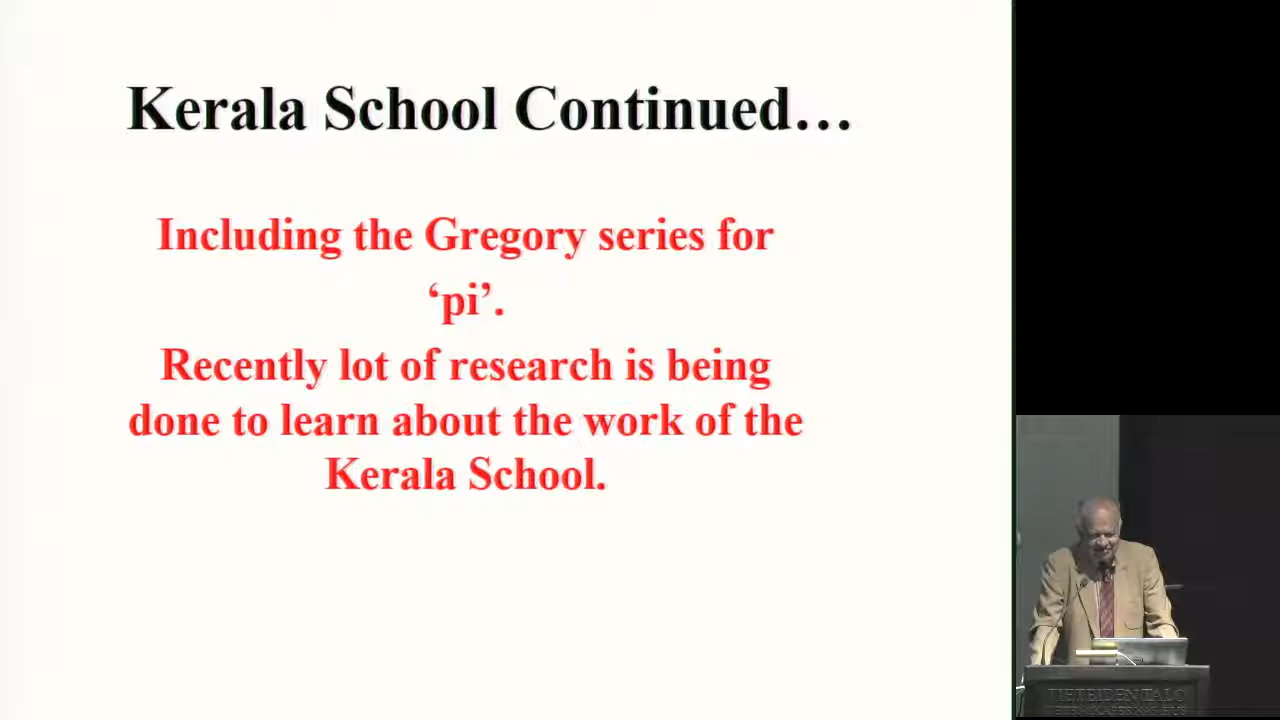 Kerala School Continued…
Including the Gregory series for
‘pi’.
Recently lot of research is being
done to learn about the work of the
Kerala School.